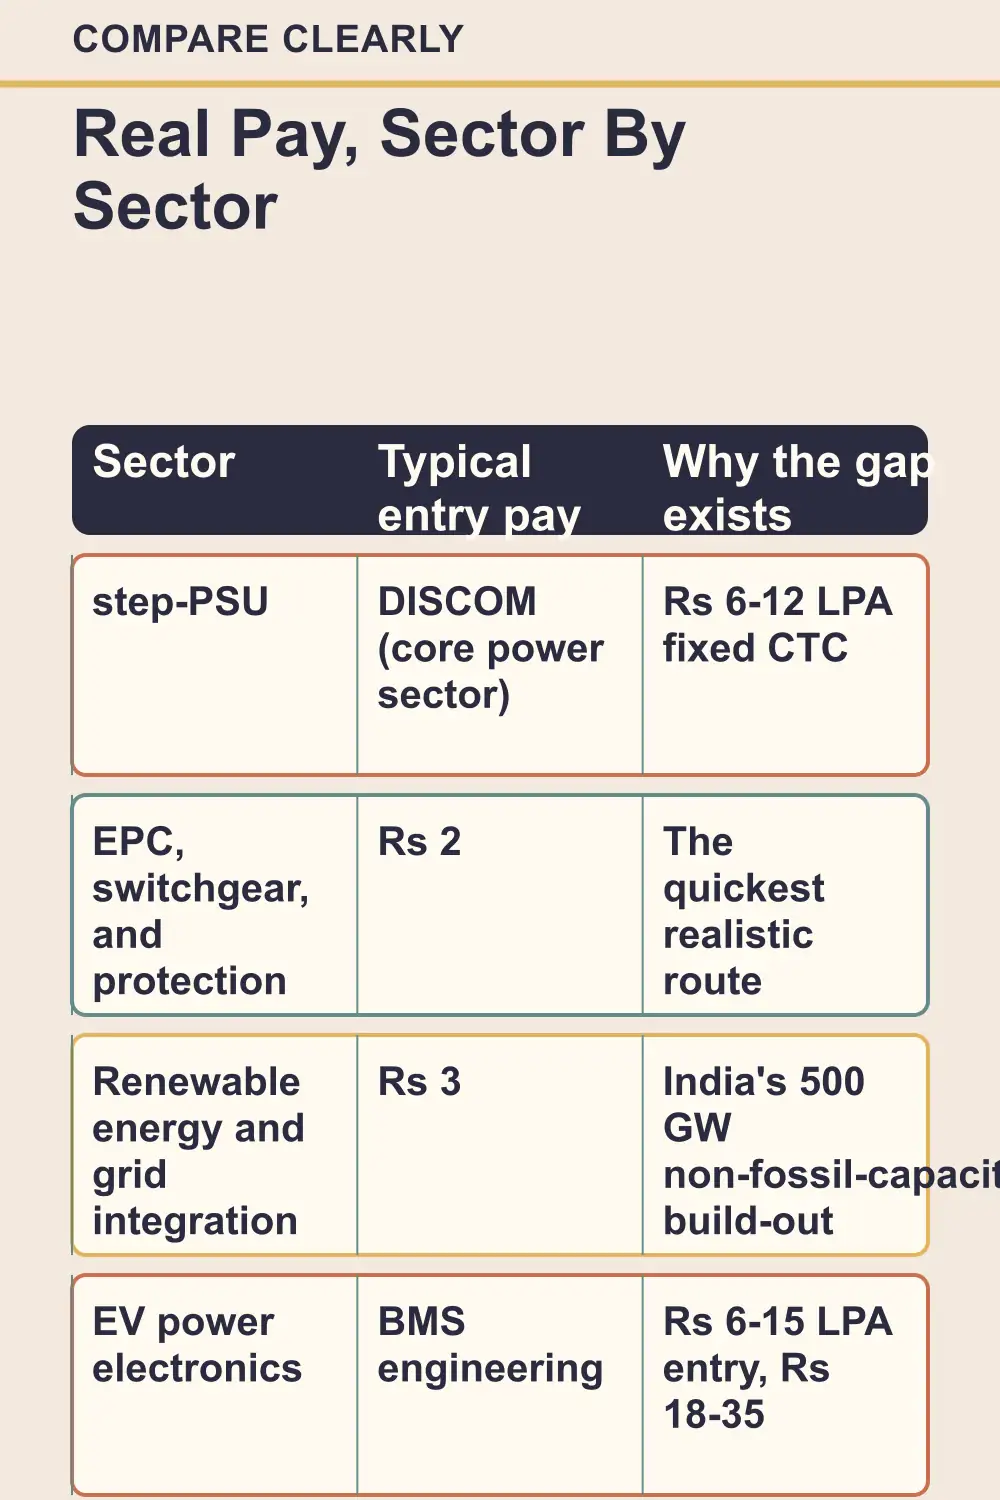 COMPARE CLEARLY
Real Pay, Sector By
Sector
Sector
Typical
entry pay
Why the gap
exists
step-PSU
DISCOM
(core power
sector)
Rs 6-12 LPA
fixed CTC
EPC,
switchgear,
and
protection
Rs 2
The
quickest
realistic
route
Renewable
energy and
grid
integration
Rs 3
India's 500
GW
non-fossil-capacit
build-out
EV power
electronics
BMS
engineering
Rs 6-15 LPA
entry, Rs
18-35